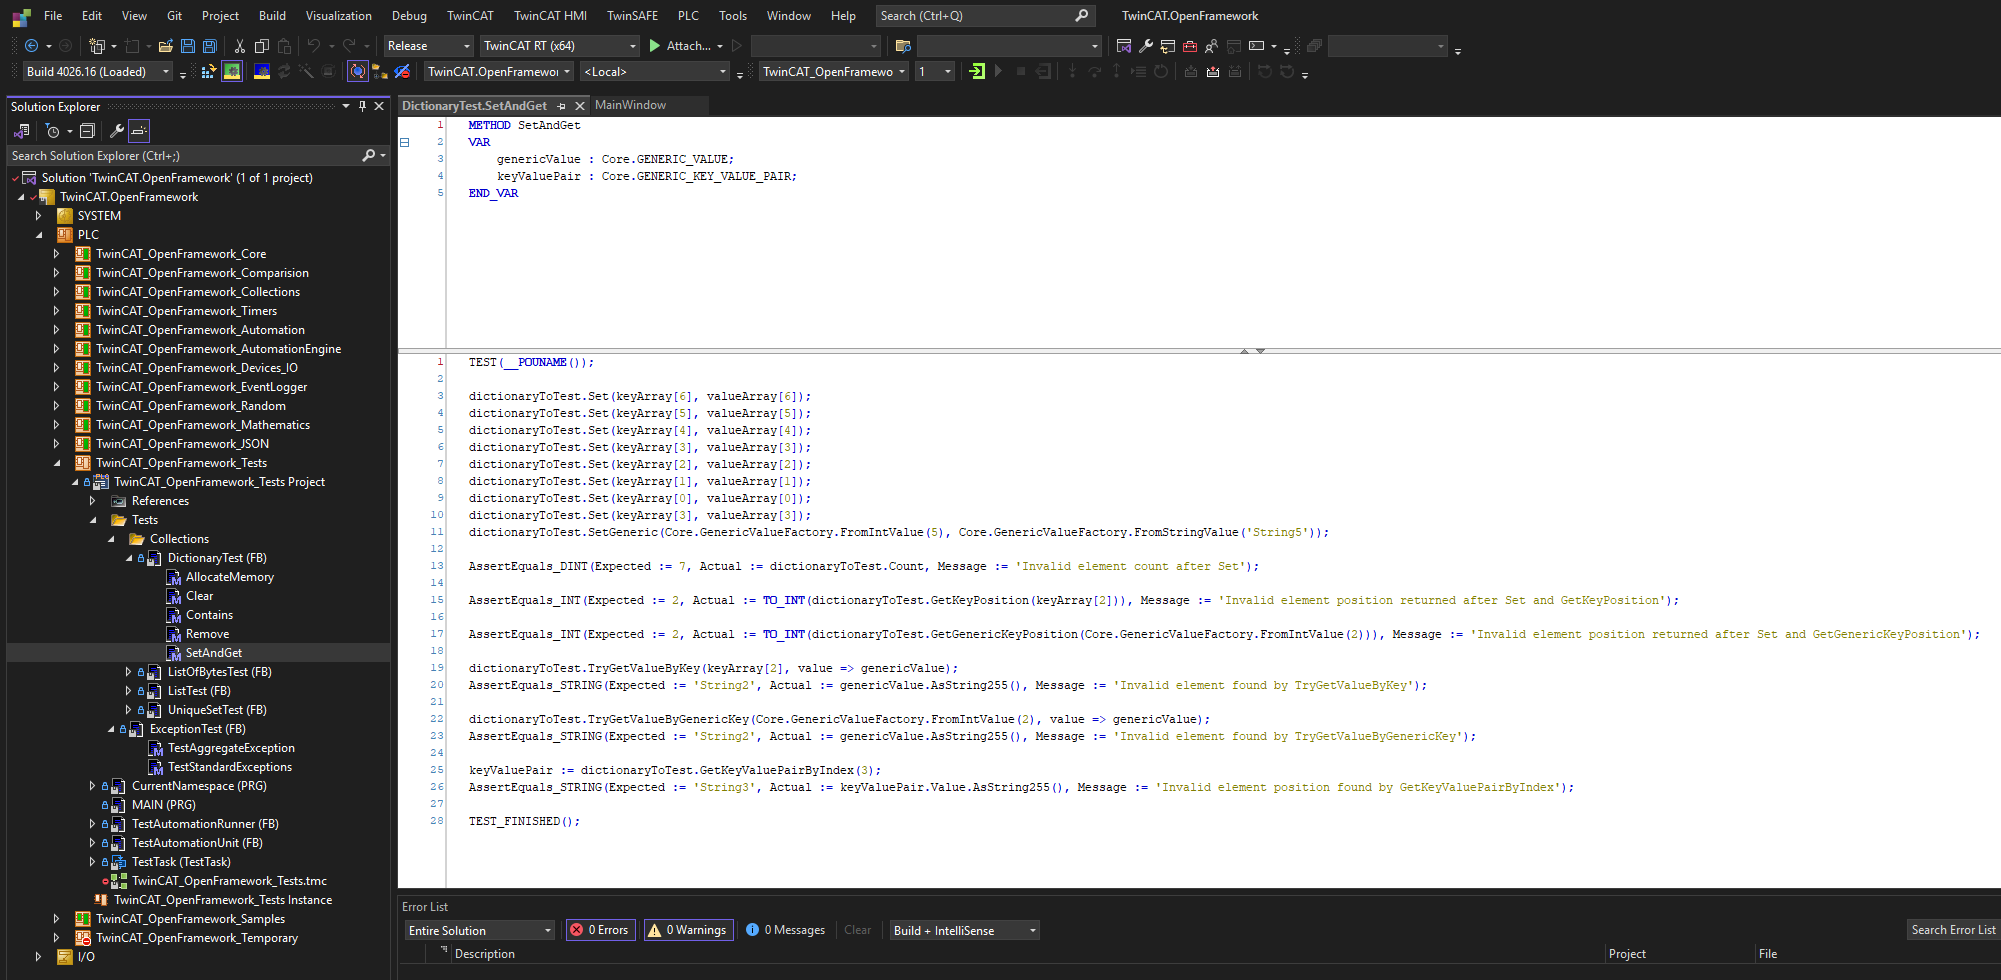 File Edit View Git Project Build Visualization Debug TwinCAT TwinCAT HMI TwinSAFE PLC Tools Window Help Search (Ctrl+Q) TwinCAT.OpenFramework
Release TwinCAT RT (x64) Attach...
Build 4026.16 (Loaded) TwinCAT.OpenFramewor <Local> TwinCAT_OpenFramewo 1
Solution Explorer
Search Solution Explorer (Ctrl+;)
Solution 'TwinCAT.OpenFramework' (1 of 1 project)
TwinCAT.OpenFramework
SYSTEM
PLC
TwinCAT_OpenFramework_Core
TwinCAT_OpenFramework_Comparision
TwinCAT_OpenFramework_Collections
TwinCAT_OpenFramework_Timers
TwinCAT_OpenFramework_Automation
TwinCAT_OpenFramework_AutomationEngine
TwinCAT_OpenFramework_Devices_IO
TwinCAT_OpenFramework_EventLogger
TwinCAT_OpenFramework_Random
TwinCAT_OpenFramework_Mathematics
TwinCAT_OpenFramework_JSON
TwinCAT_OpenFramework_Tests
TwinCAT_OpenFramework_Tests Project
References
Tests
Collections
DictionaryTest (FB)
AllocateMemory
Clear
Contains
Remove
SetAndGet
ListOfBytesTest (FB)
ListTest (FB)
UniqueSetTest (FB)
ExceptionTest (FB)
TestAggregateException
TestStandardExceptions
CurrentNamespace (PRG)
MAIN (PRG)
TestAutomationRunner (FB)
TestAutomationUnit (FB)
TestTask (TestTask)
TwinCAT_OpenFramework_Tests.tmc
TwinCAT_OpenFramework_Tests Instance
TwinCAT_OpenFramework_Samples
TwinCAT_OpenFramework_Temporary
I/O
DictionaryTest.SetAndGet MainWindow
1 METHOD SetAndGet
2 VAR
3 genericValue : Core.GENERIC_VALUE;
4 keyValuePair : Core.GENERIC_KEY_VALUE_PAIR;
5 END_VAR
1 TEST(__POUNAME());
2
3 dictionaryToTest.Set(keyArray[6], valueArray[6]);
4 dictionaryToTest.Set(keyArray[5], valueArray[5]);
5 dictionaryToTest.Set(keyArray[4], valueArray[4]);
6 dictionaryToTest.Set(keyArray[3], valueArray[3]);
7 dictionaryToTest.Set(keyArray[2], valueArray[2]);
8 dictionaryToTest.Set(keyArray[1], valueArray[1]);
9 dictionaryToTest.Set(keyArray[0], valueArray[0]);
10 dictionaryToTest.Set(keyArray[3], valueArray[3]);
11 dictionaryToTest.SetGeneric(Core.GenericValueFactory.FromIntValue(5), Core.GenericValueFactory.FromStringValue('String5'));
12
13 AssertEquals_DINT(Expected := 7, Actual := dictionaryToTest.Count, Message := 'Invalid element count after Set');
14
15 AssertEquals_INT(Expected := 2, Actual := TO_INT(dictionaryToTest.GetKeyPosition(keyArray[2])), Message := 'Invalid element position returned after Set and GetKeyPosition');
16
17 AssertEquals_INT(Expected := 2, Actual := TO_INT(dictionaryToTest.GetGenericKeyPosition(Core.GenericValueFactory.FromIntValue(2))), Message := 'Invalid element position returned after Set and GetGenericKeyPosition');
18
19 dictionaryToTest.TryGetValueByKey(keyArray[2], value => genericValue);
20 AssertEquals_STRING(Expected := 'String2', Actual := genericValue.AsString255(), Message := 'Invalid element found by TryGetValueByKey');
21
22 dictionaryToTest.TryGetValueByGenericKey(Core.GenericValueFactory.FromIntValue(2), value => genericValue);
23 AssertEquals_STRING(Expected := 'String2', Actual := genericValue.AsString255(), Message := 'Invalid element found by TryGetValueByGenericKey');
24
25 keyValuePair := dictionaryToTest.GetKeyValuePairByIndex(3);
26 AssertEquals_STRING(Expected := 'String3', Actual := keyValuePair.Value.AsString255(), Message := 'Invalid element position found by GetKeyValuePairByIndex');
27
28 TEST_FINISHED();
Error List
Entire Solution 0 Errors 0 Warnings 0 Messages Clear Build + IntelliSense Search Error List
Description Project File